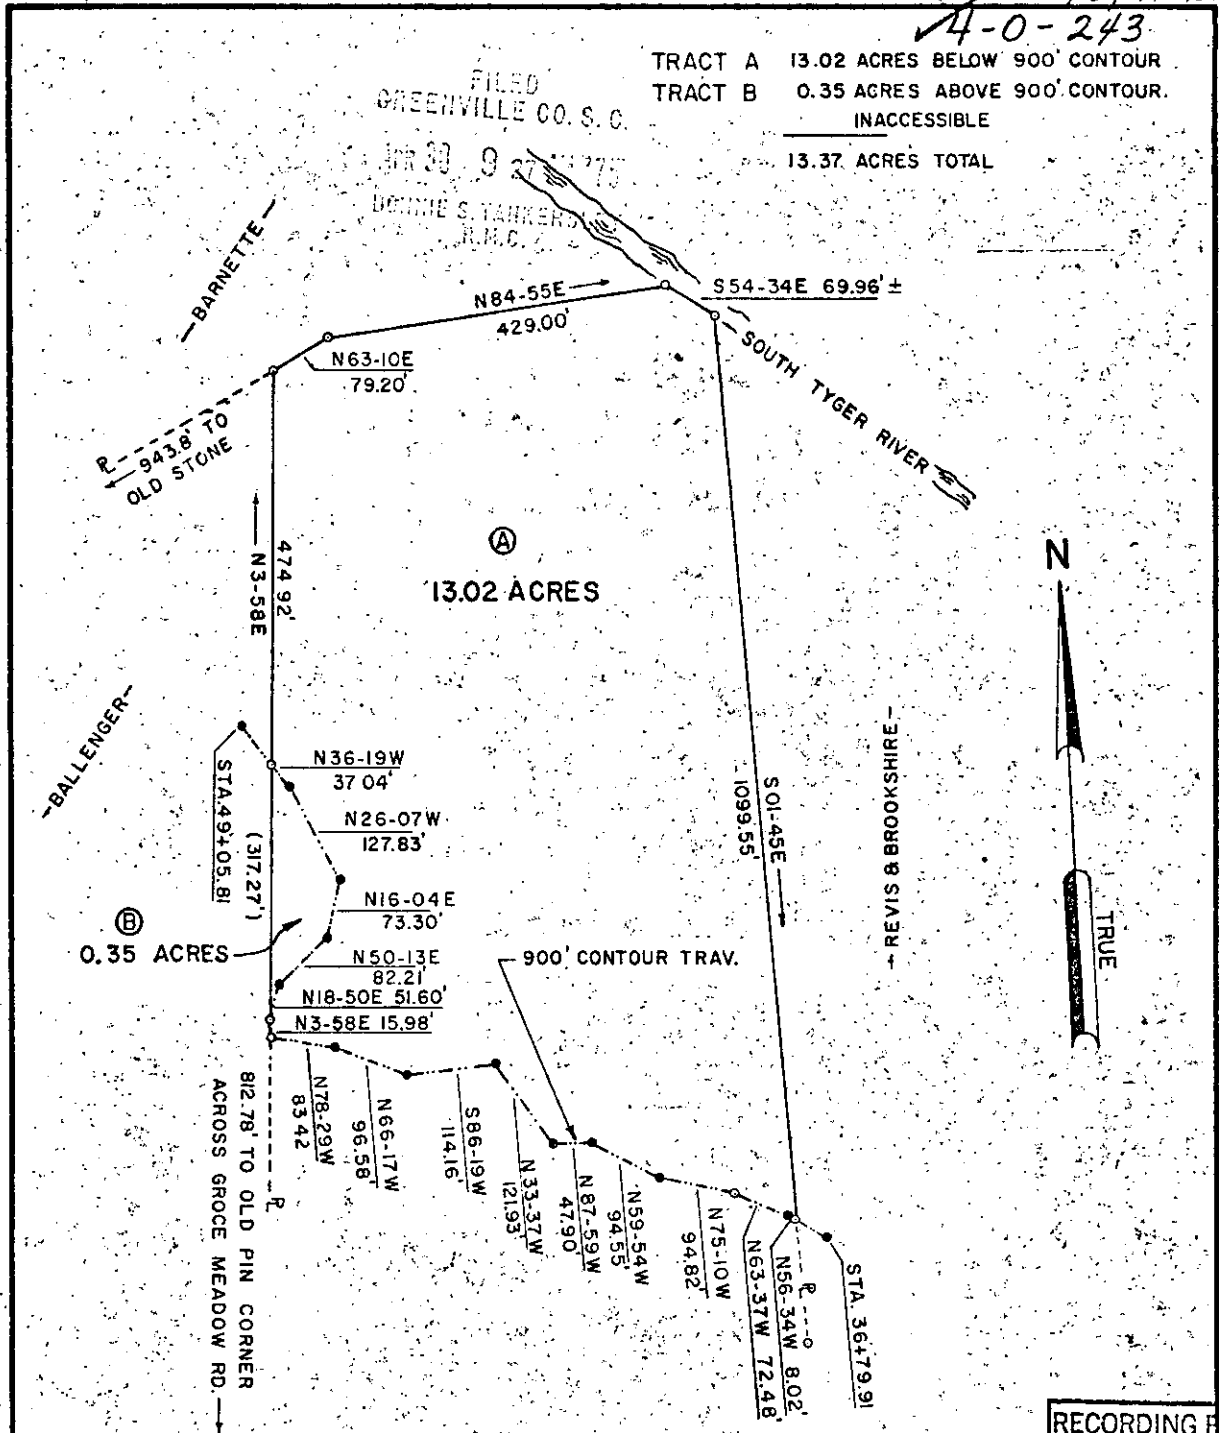 4-0-243
TRACT A 13.02 ACRES BELOW 900' CONTOUR
TRACT B 0.35 ACRES ABOVE 900' CONTOUR.
INACCESSIBLE
13.37 ACRES TOTAL
FILED
GREENVILLE CO. S. C.
30 9 27
DONNIE S. TANKERS
R.M.C.
-BARNETTE-
N84-55E
429.00'
S54-34E 69.96' ±
N63-10E
79.20'
SOUTH TYGER RIVER
943.8' TO
OLD STONE
N3-58E
474.92'
A
13.02 ACRES
N
TRUE
-BALLENGER-
STA.49+05.81
(317.27')
N36-19W
37.04'
N26-07W
127.83'
N16-04E
73.30'
N50-13E
82.21'
N18-50E 51.60'
N3-58E 15.98'
B
0.35 ACRES
900' CONTOUR TRAV.
S01-45E
1099.55'
-REVIS & BROOKSHIRE-
812.78' TO OLD PIN CORNER
ACROSS GROCE MEADOW RD.
N78-29W
83.42
N66-17W
96.58'
S86-19W
114.16'
N33-37W
121.93'
N87-59W
47.90'
N59-54W
94.55'
N75-10W
94.82'
N63-37W 72.48'
N56-34W 8.02'
STA. 36+79.91
RECORDING F